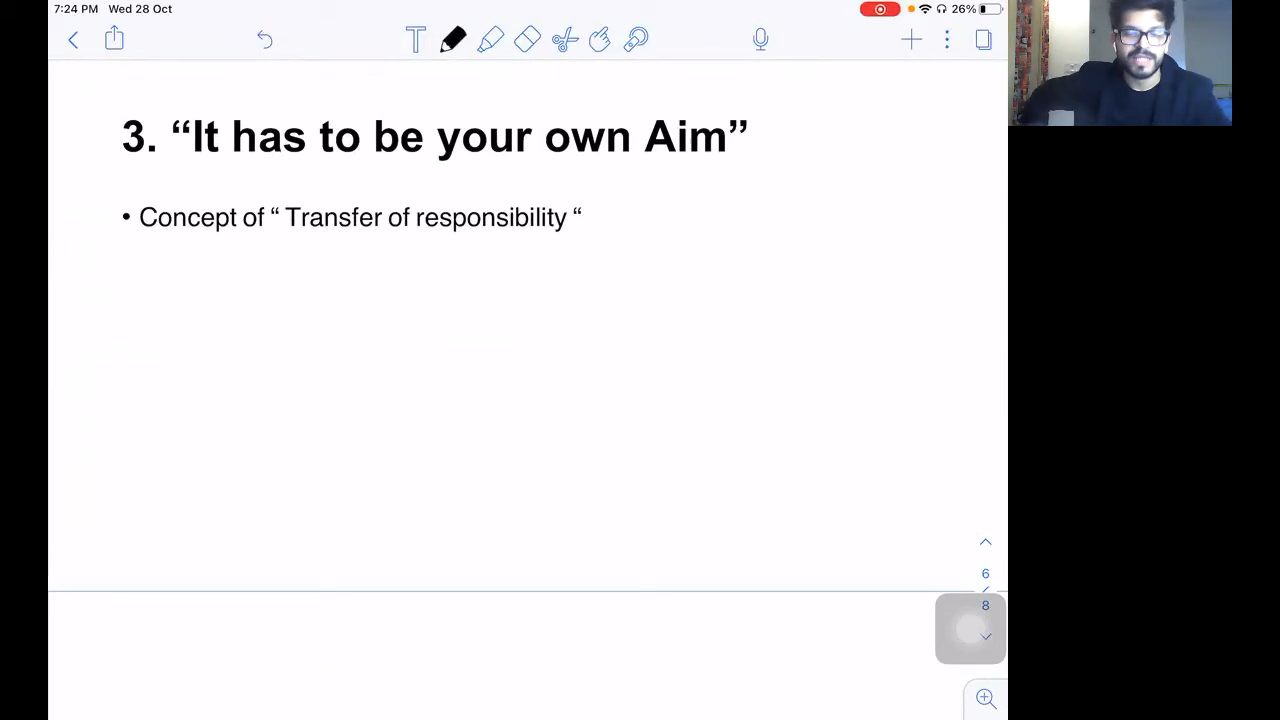 7:24 PM Wed 28 Oct
26%
T
3. “It has to be your own Aim”
• Concept of “ Transfer of responsibility “
6
8